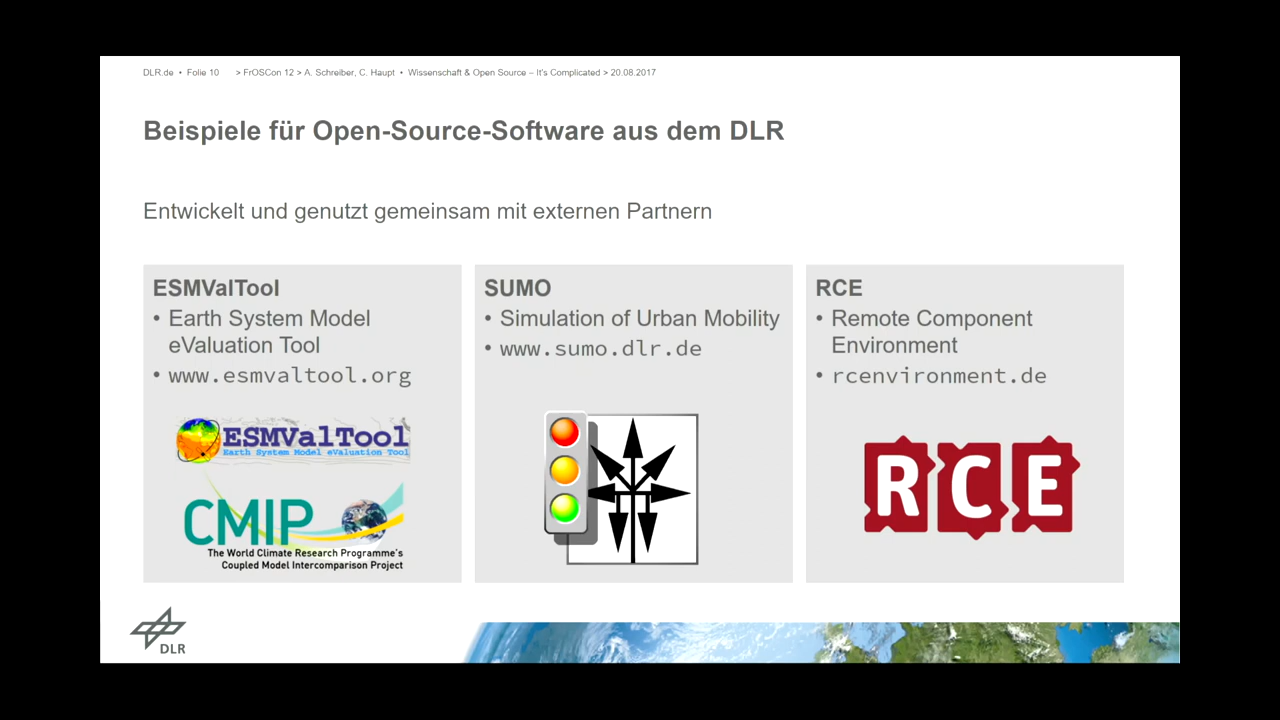 DLR.de • Folie 10 > FrOSCon 12 > A. Schreiber, C. Haupt • Wissenschaft & Open Source – It's Complicated > 20.08.2017
Beispiele für Open-Source-Software aus dem DLR
Entwickelt und genutzt gemeinsam mit externen Partnern
ESMValTool
• Earth System Model
eValuation Tool
• www.esmvaltool.org
ESMValTool
Earth System Model eValuation Tool
CMIP
The World Climate Research Programme's
Coupled Model Intercomparison Project
SUMO
• Simulation of Urban Mobility
• www.sumo.dlr.de
RCE
• Remote Component
Environment
• rcenvironment.de
RCE
DLR